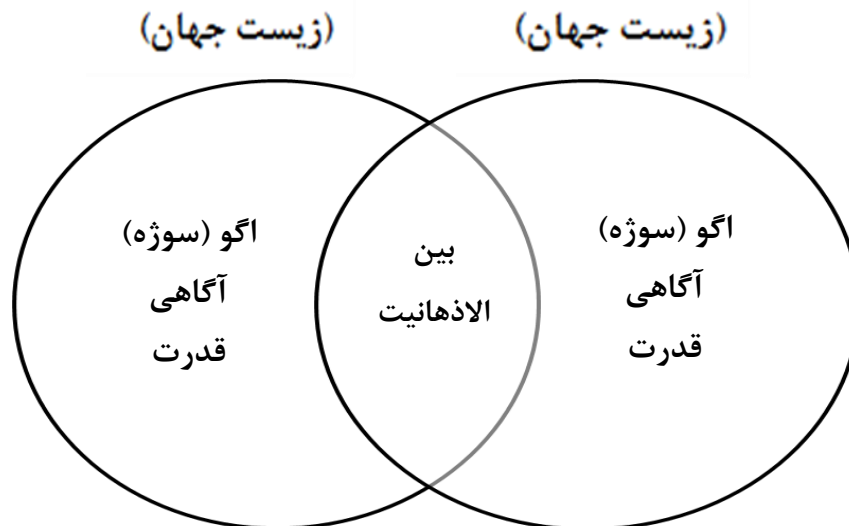 (زیست جهان)
(زیست جهان)
اگو (سوژه)
آگاهی
قدرت
بین
الاذهانیت
اگو (سوژه)
آگاهی
قدرت